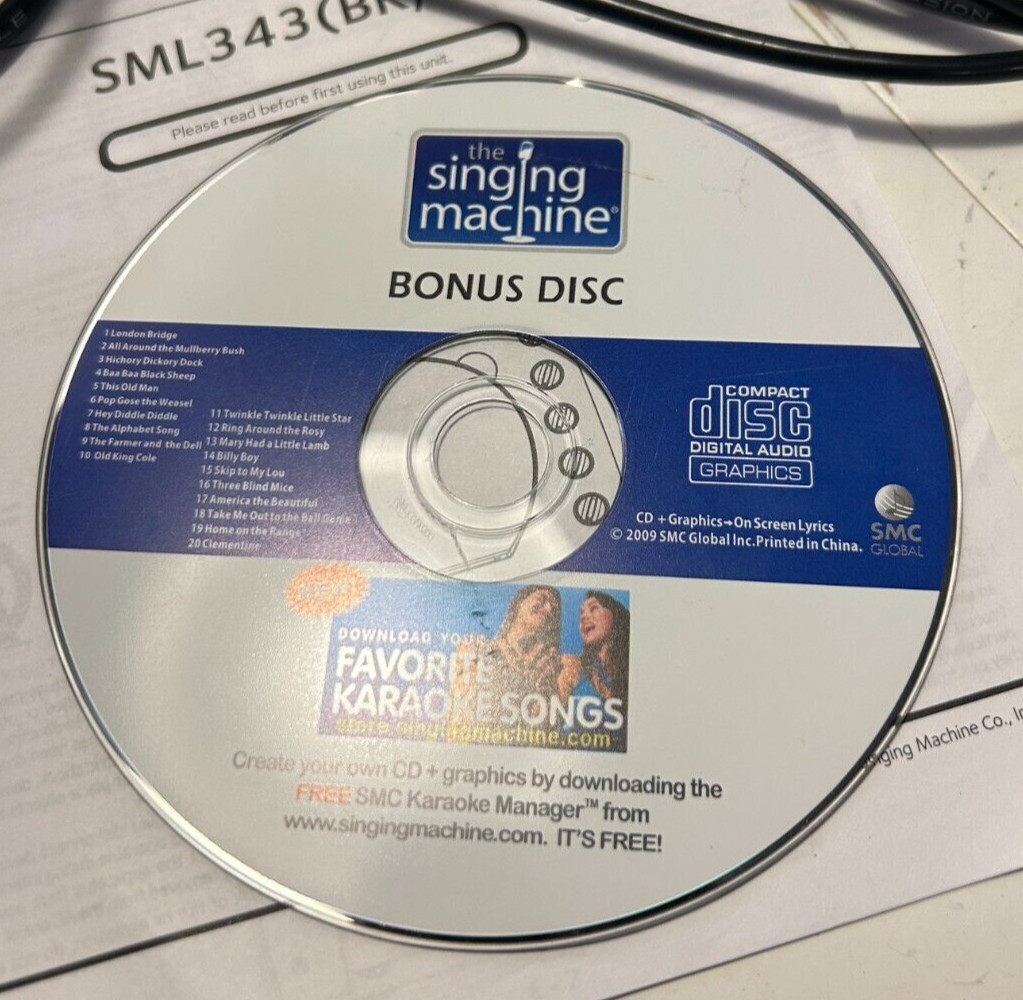 SML343(BK)
Please read before first using this unit.
the
singing
machine®
BONUS DISC
1 London Bridge
2 All Around the Mullberry Bush
3 Hichory Dickory Dock
4 Baa Baa Black Sheep
5 This Old Man
6 Pop Gose the Weasel
7 Hey Diddle Diddle
8 The Alphabet Song
9 The Farmer and the Dell
10 Old King Cole
11 Twinkle Twinkle Little Star
12 Ring Around the Rosy
13 Mary Had a Little Lamb
14 Billy Boy
15 Skip to My Lou
16 Three Blind Mice
17 America the Beautiful
18 Take Me Out to the Ball Game
19 Home on the Range
20 Clementine
COMPACT
disc
DIGITAL AUDIO
GRAPHICS
CD + Graphics→On Screen Lyrics
© 2009 SMC Global Inc.Printed in China.
SMC
GLOBAL
DOWNLOAD YOUR
FAVORITE
KARAOKE SONGS
store.singingmachine.com
Create your own CD + graphics by downloading the
FREE SMC Karaoke Manager™ from
www.singingmachine.com. IT'S FREE!
Machine Co.,